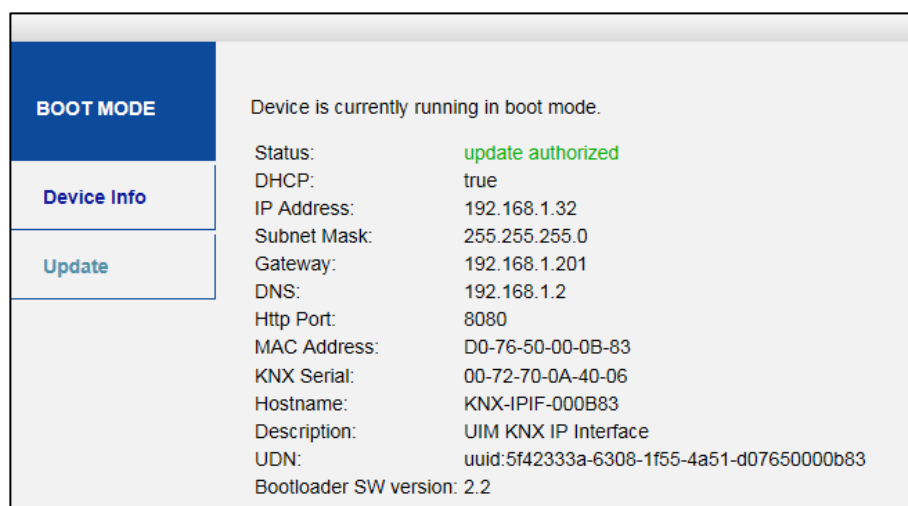 BOOT MODE
Device Info
Update
Device is currently running in boot mode.
Status: update authorized
DHCP: true
IP Address: 192.168.1.32
Subnet Mask: 255.255.255.0
Gateway: 192.168.1.201
DNS: 192.168.1.2
Http Port: 8080
MAC Address: D0-76-50-00-0B-83
KNX Serial: 00-72-70-0A-40-06
Hostname: KNX-IPIF-000B83
Description: UIM KNX IP Interface
UDN: uuid:5f42333a-6308-1f55-4a51-d07650000b83
Bootloader SW version: 2.2